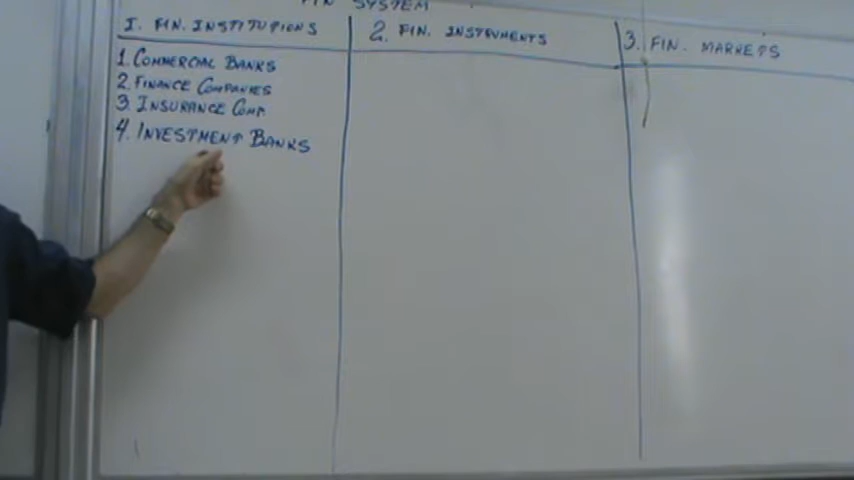 FIN SYSTEM
I. FIN. INSTITUTIONS
1. COMMERCIAL BANKS
2. FINANCE COMPANIES
3. INSURANCE COMP.
4. INVESTMENT BANKS
2. FIN. INSTRUMENTS
3. FIN. MARKETS